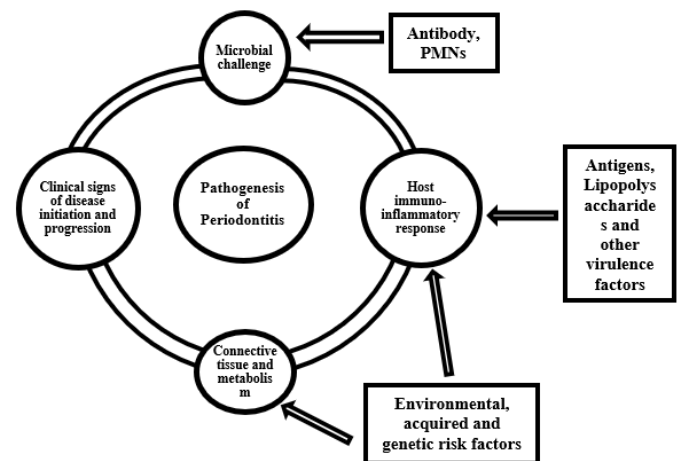 Microbial
challenge
Antibody,
PMNs
Clinical signs
of disease
initiation and
progression
Pathogenesis
of
Periodontitis
Host
immuno-
inflammatory
response
Antigens,
Lipopolys
accharide
s and
other
virulence
factors
Connective
tissue and
metabolis
m
Environmental,
acquired and
genetic risk factors